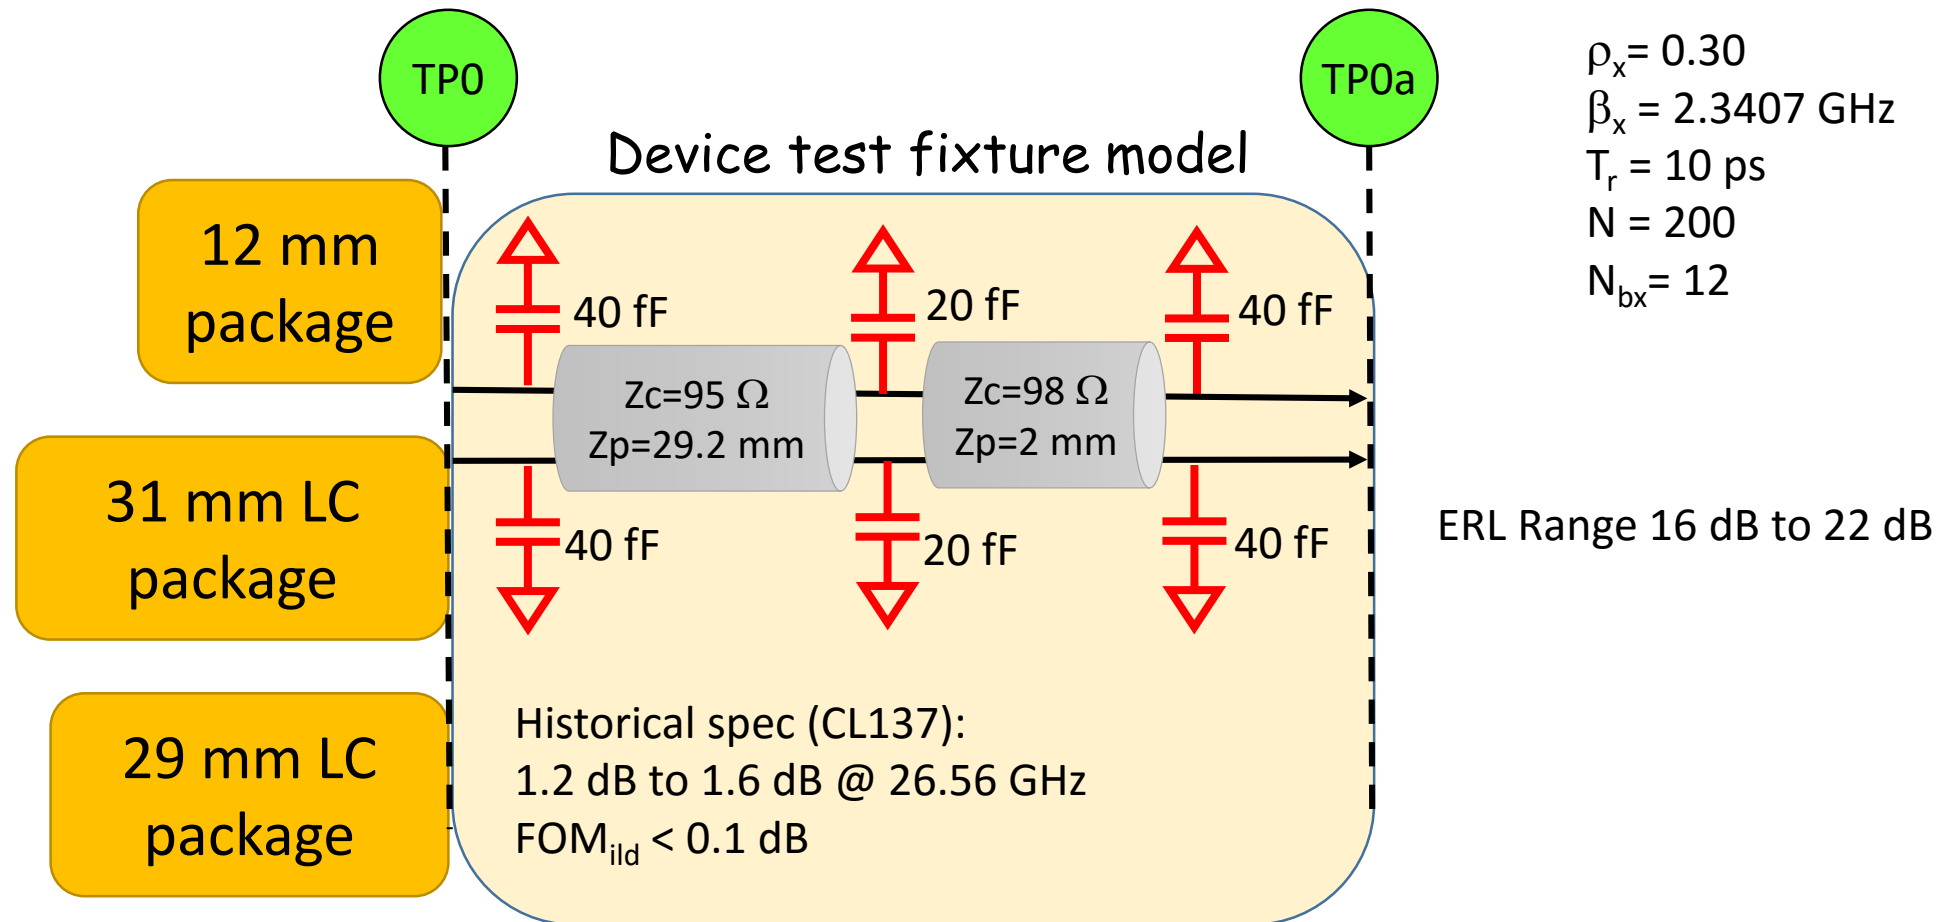 TP0
TP0a
ρx= 0.30
βx = 2.3407 GHz
Tr = 10 ps
N = 200
Nbx= 12
Device test fixture model
12 mm
package
40 fF
20 fF
40 fF
Zc=95 Ω
Zp=29.2 mm
Zc=98 Ω
Zp=2 mm
31 mm LC
package
40 fF
20 fF
40 fF
ERL Range 16 dB to 22 dB
29 mm LC
package
Historical spec (CL137):
1.2 dB to 1.6 dB @ 26.56 GHz
FOMild < 0.1 dB